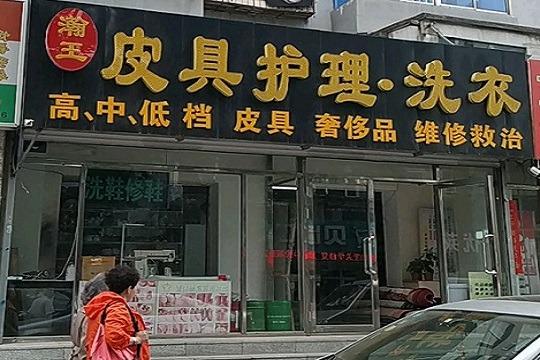 瀚王
皮具护理·洗衣
高、中、低档 皮具 奢侈品 维修救治
洗鞋修鞋